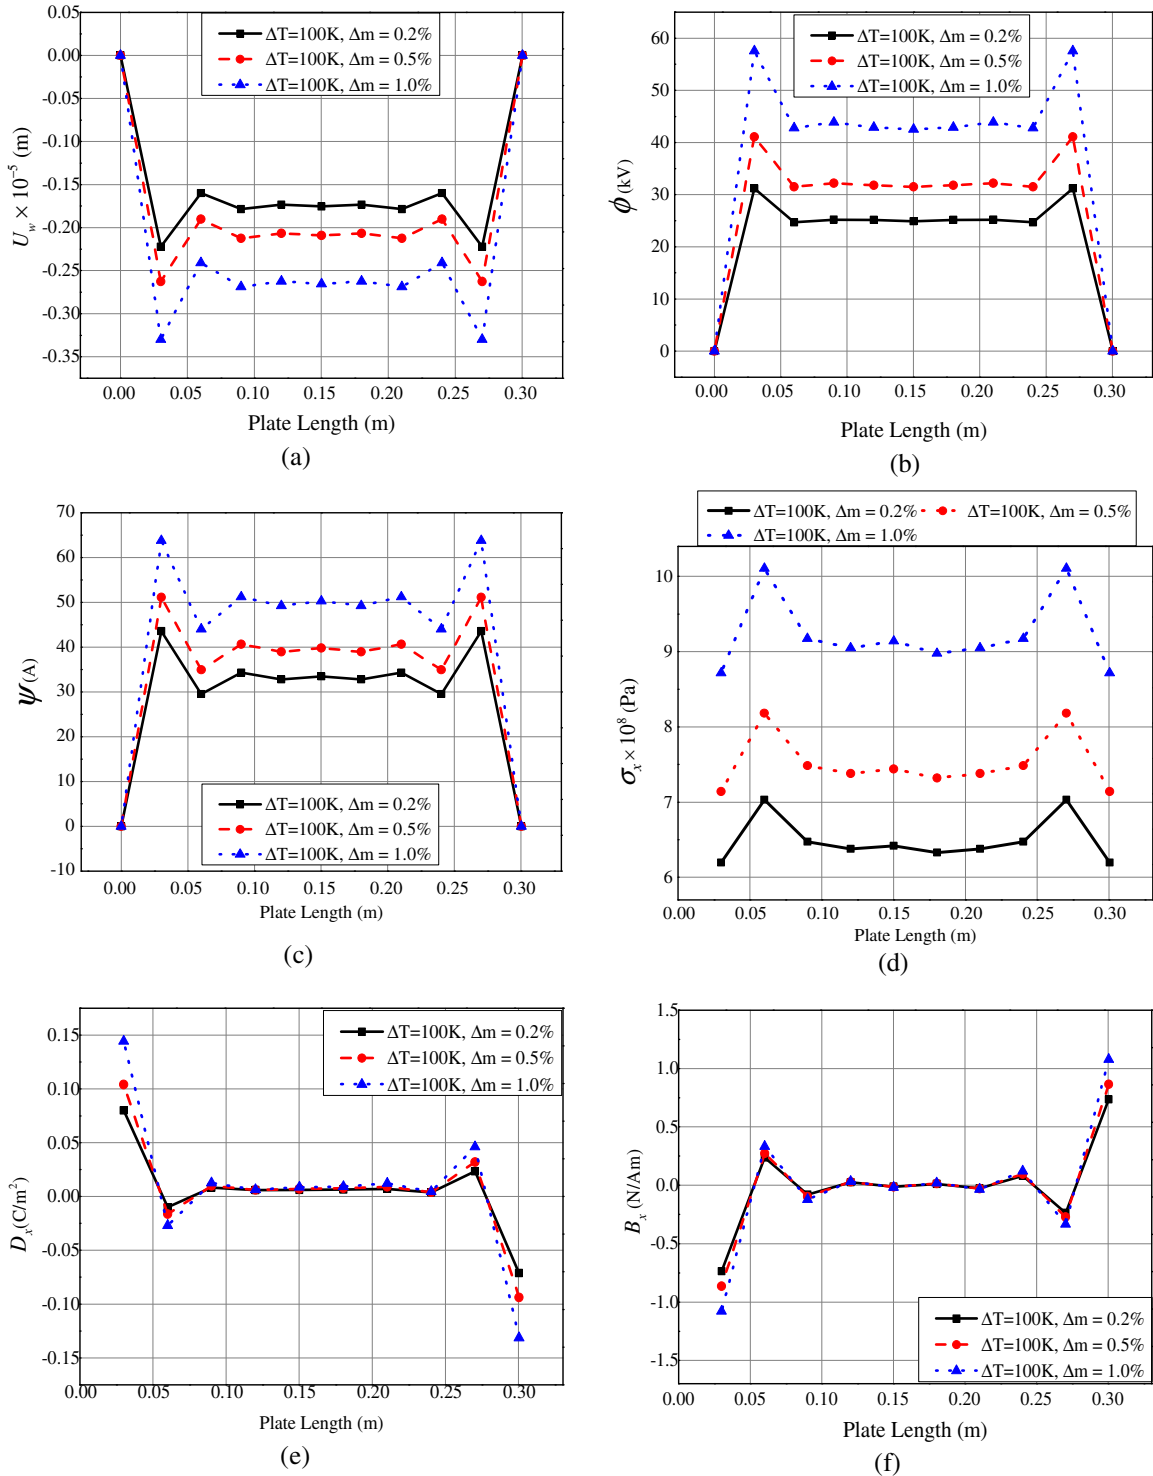 ΔT=100K, Δm = 0.2%
ΔT=100K, Δm = 0.5%
ΔT=100K, Δm = 1.0%
0.00
-0.05
-0.10
-0.15
-0.20
-0.25
-0.30
-0.35
U_w × 10⁻⁵ (m)
0.00 0.05 0.10 0.15 0.20 0.25 0.30
Plate Length (m)
(a)
ΔT=100K, Δm = 0.2%
ΔT=100K, Δm = 0.5%
ΔT=100K, Δm = 1.0%
60
50
40
30
20
10
0
ϕ (kV)
0.00 0.05 0.10 0.15 0.20 0.25 0.30
Plate Length (m)
(b)
70
60
50
40
30
20
10
0
-10
ψ (A)
ΔT=100K, Δm = 0.2%
ΔT=100K, Δm = 0.5%
ΔT=100K, Δm = 1.0%
0.00 0.05 0.10 0.15 0.20 0.25 0.30
Plate Length (m)
(c)
ΔT=100K, Δm = 0.2% ΔT=100K, Δm = 0.5%
ΔT=100K, Δm = 1.0%
10
9
8
7
6
σ_x × 10⁸ (Pa)
0.00 0.05 0.10 0.15 0.20 0.25 0.30
Plate Length (m)
(d)
ΔT=100K, Δm = 0.2%
ΔT=100K, Δm = 0.5%
ΔT=100K, Δm = 1.0%
0.15
0.10
0.05
0.00
-0.05
-0.10
-0.15
D_x (C/m²)
0.00 0.05 0.10 0.15 0.20 0.25 0.30
Plate Length (m)
(e)
1.5
1.0
0.5
0.0
-0.5
-1.0
-1.5
B_x (N/Am)
ΔT=100K, Δm = 0.2%
ΔT=100K, Δm = 0.5%
ΔT=100K, Δm = 1.0%
0.00 0.05 0.10 0.15 0.20 0.25 0.30
Plate Length (m)
(f)